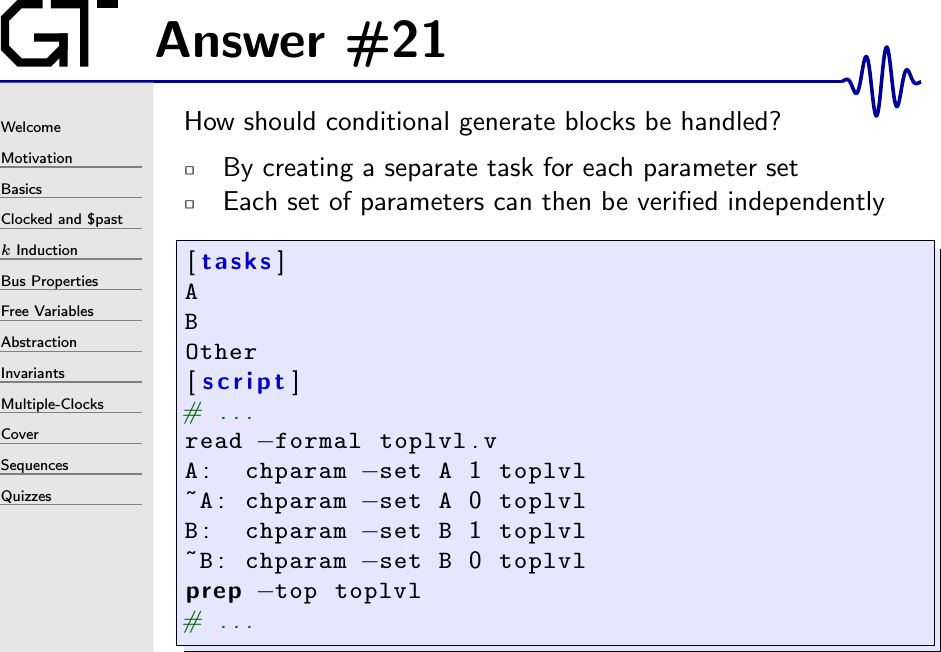 GT
Answer #21
Welcome
Motivation
Basics
Clocked and $past
k Induction
Bus Properties
Free Variables
Abstraction
Invariants
Multiple-Clocks
Cover
Sequences
Quizzes
How should conditional generate blocks be handled?
▫ By creating a separate task for each parameter set
▫ Each set of parameters can then be verified independently
[tasks]
A
B
Other
[script]
# ...
read −formal toplvl.v
A:  chparam −set A 1 toplvl
~A: chparam −set A 0 toplvl
B:  chparam −set B 1 toplvl
~B: chparam −set B 0 toplvl
prep −top toplvl
# ...